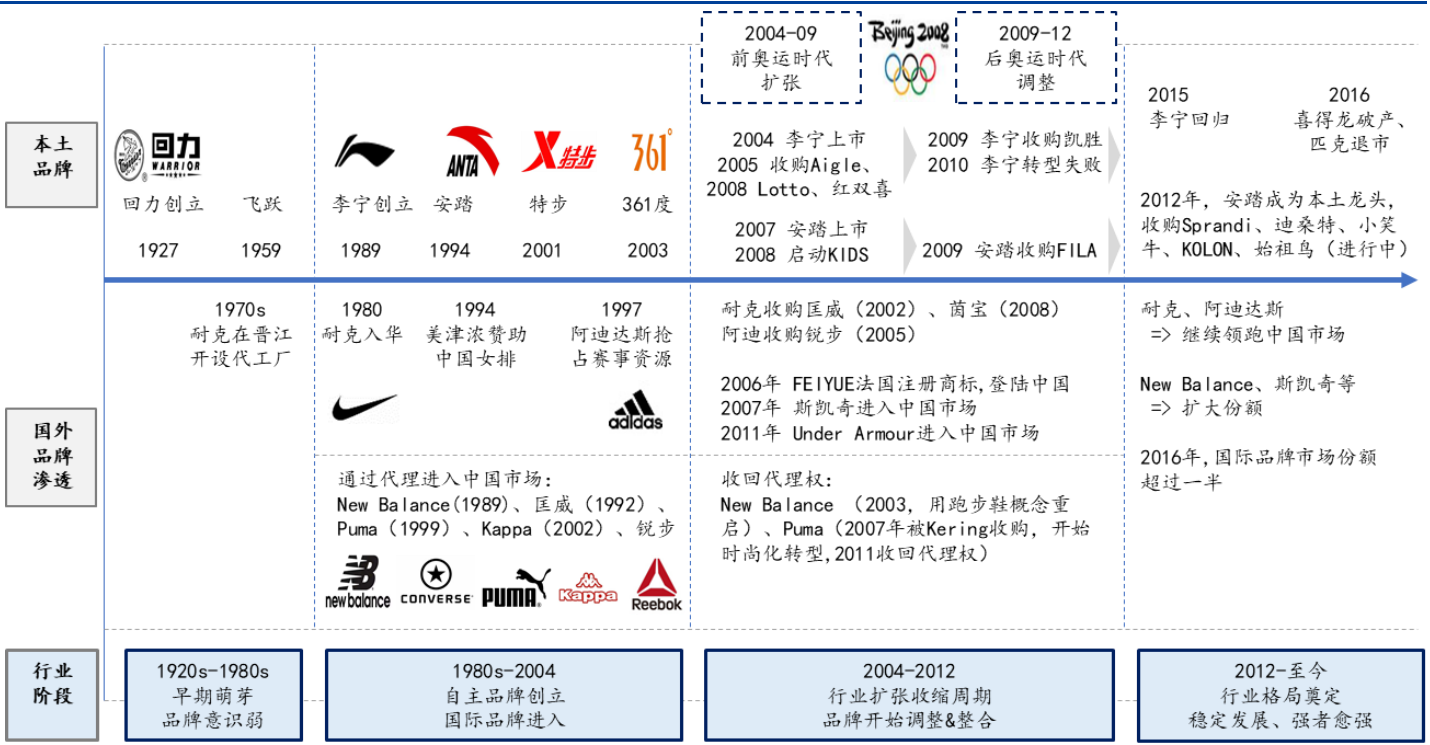 2004-09
前奥运时代
扩张
Beijing 2008
2009-12
后奥运时代
调整
本土
品牌
回力
WARRIOR
回力创立
1927
飞跃
1959
李宁创立
1989
ANTA
安踏
1994
X特步
特步
2001
361°
361度
2003
2004 李宁上市
2005 收购Aigle、
2008 Lotto、红双喜
2007 安踏上市
2008 启动KIDS
2009 李宁收购凯胜
2010 李宁转型失败
2009 安踏收购FILA
2015
李宁回归
2016
喜得龙破产、
匹克退市
2012年，安踏成为本土龙头，
收购Sprandi、迪桑特、小笑
牛、KOLON、始祖鸟（进行中）
国外
品牌
渗透
1970s
耐克在晋江
开设代工厂
1980
耐克入华
1994
美津浓赞助
中国女排
1997
阿迪达斯抢
占赛事资源
adidas
通过代理进入中国市场：
New Balance(1989)、匡威（1992）、
Puma（1999）、Kappa（2002）、锐步
new balance
CONVERSE
PUMA
Kappa
Reebok
耐克收购匡威（2002）、茵宝（2008）
阿迪收购锐步（2005）
2006年 FEIYUE法国注册商标,登陆中国
2007年 斯凯奇进入中国市场
2011年 Under Armour进入中国市场
收回代理权：
New Balance （2003，用跑步鞋概念重
启）、Puma（2007年被Kering收购，开始
时尚化转型,2011收回代理权）
耐克、阿迪达斯
=> 继续领跑中国市场
New Balance、斯凯奇等
=> 扩大份额
2016年,国际品牌市场份额
超过一半
行业
阶段
1920s-1980s
早期萌芽
品牌意识弱
1980s-2004
自主品牌创立
国际品牌进入
2004-2012
行业扩张收缩周期
品牌开始调整&整合
2012-至今
行业格局奠定
稳定发展、强者愈强